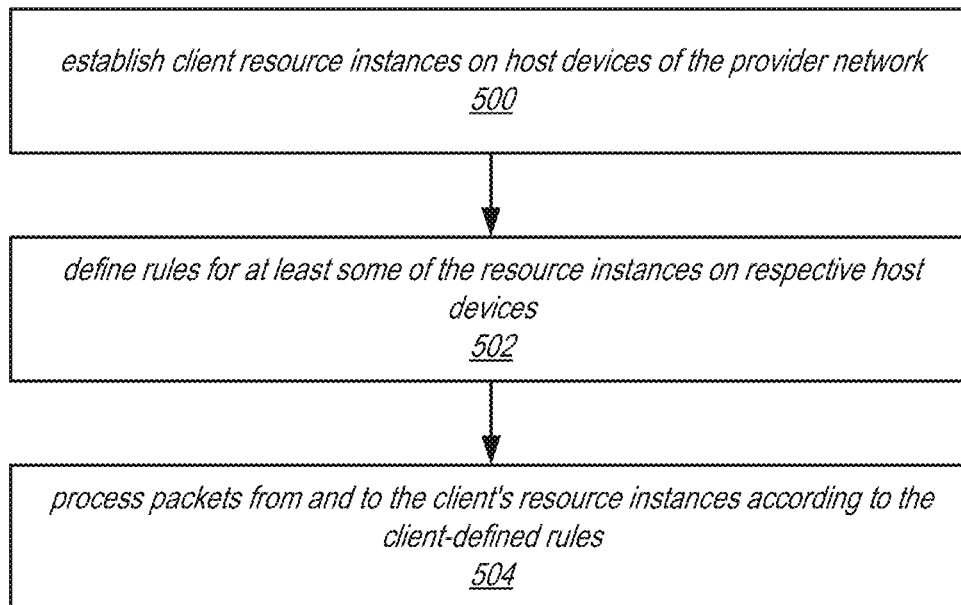 establish client resource instances on host devices of the provider network
500
define rules for at least some of the resource instances on respective host
devices
502
process packets from and to the client's resource instances according to the
client-defined rules
504